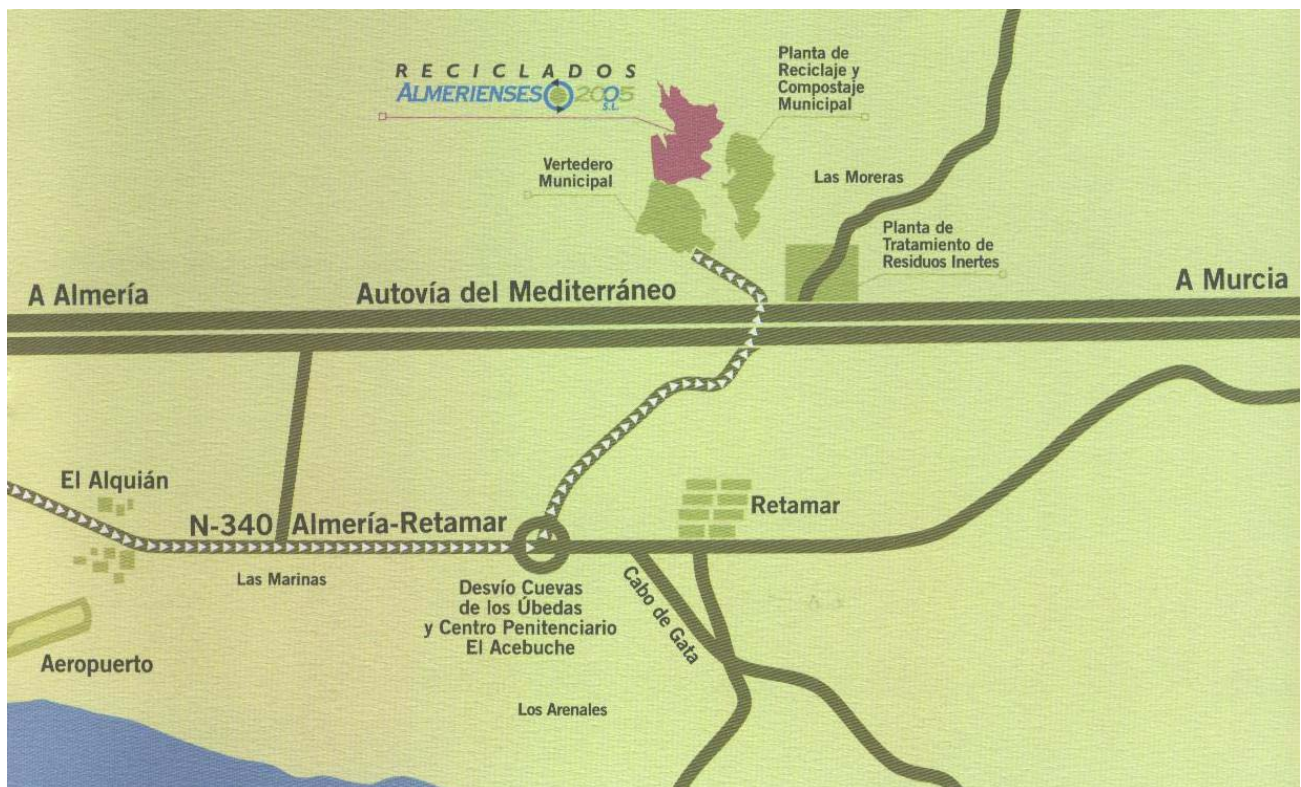 RECICLADOS
ALMERIENSES 2005
S.L.
Planta de
Reciclaje y
Compostaje
Municipal
Vertedero
Municipal
Las Moreras
Planta de
Tratamiento de
Residuos Inertes
A Almería
Autovía del Mediterráneo
A Murcia
El Alquián
N-340 Almería-Retamar
Retamar
Las Marinas
Desvío Cuevas
de los Úbedas
y Centro Penitenciario
El Acebuche
Cabo de Gata
Aeropuerto
Los Arenales